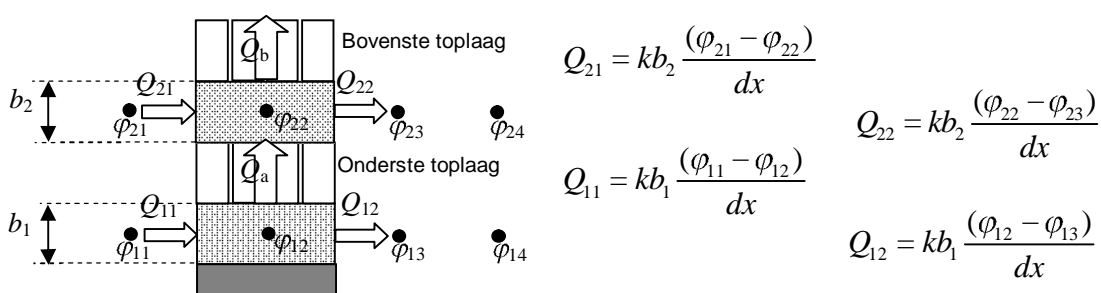 Bovenste toplaag
Q_b
Q_21 = kb_2 (φ_21 − φ_22) / dx
b_2
Q_21
Q_22
φ_21
φ_22
φ_23
φ_24
Q_22 = kb_2 (φ_22 − φ_23) / dx
Onderste toplaag
Q_a
Q_11 = kb_1 (φ_11 − φ_12) / dx
b_1
Q_11
Q_12
φ_11
φ_12
φ_13
φ_14
Q_12 = kb_1 (φ_12 − φ_13) / dx